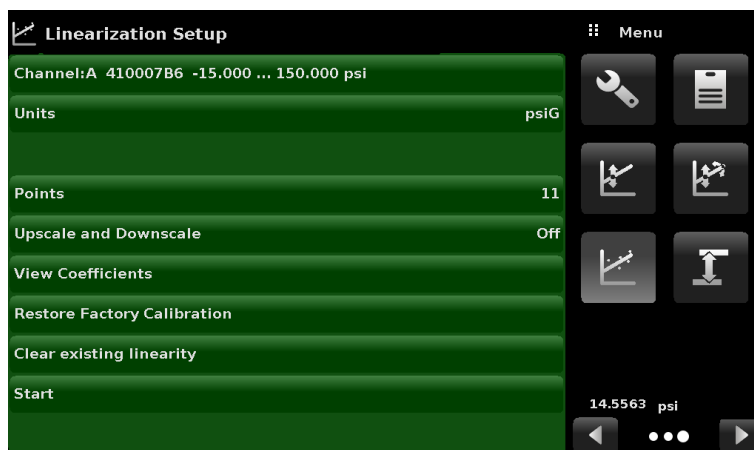 Linearization Setup
Channel:A 410007B6 -15.000 ... 150.000 psi
Units psiG
Points 11
Upscale and Downscale Off
View Coefficients
Restore Factory Calibration
Clear existing linearity
Start
Menu
14.5563 psi